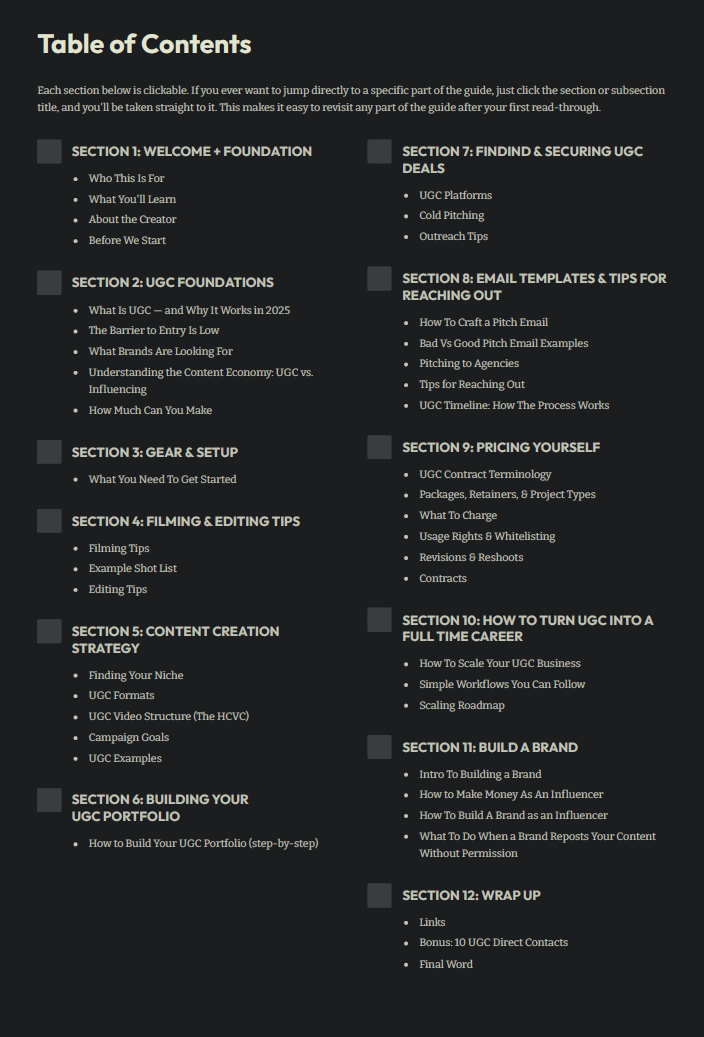 Table of Contents
Each section below is clickable. If you ever want to jump directly to a specific part of the guide, just click the section or subsection
title, and you'll be taken straight to it. This makes it easy to revisit any part of the guide after your first read-through.
SECTION 1: WELCOME + FOUNDATION
• Who This Is For
• What You'll Learn
• About the Creator
• Before We Start
SECTION 2: UGC FOUNDATIONS
• What Is UGC — and Why It Works in 2025
• The Barrier to Entry Is Low
• What Brands Are Looking For
• Understanding the Content Economy: UGC vs.
Influencing
• How Much Can You Make
SECTION 3: GEAR & SETUP
• What You Need To Get Started
SECTION 4: FILMING & EDITING TIPS
• Filming Tips
• Example Shot List
• Editing Tips
SECTION 5: CONTENT CREATION
STRATEGY
• Finding Your Niche
• UGC Formats
• UGC Video Structure (The HCVC)
• Campaign Goals
• UGC Examples
SECTION 6: BUILDING YOUR
UGC PORTFOLIO
• How to Build Your UGC Portfolio (step-by-step)
SECTION 7: FINDIND & SECURING UGC
DEALS
• UGC Platforms
• Cold Pitching
• Outreach Tips
SECTION 8: EMAIL TEMPLATES & TIPS FOR
REACHING OUT
• How To Craft a Pitch Email
• Bad Vs Good Pitch Email Examples
• Pitching to Agencies
• Tips for Reaching Out
• UGC Timeline: How The Process Works
SECTION 9: PRICING YOURSELF
• UGC Contract Terminology
• Packages, Retainers, & Project Types
• What To Charge
• Usage Rights & Whitelisting
• Revisions & Reshoots
• Contracts
SECTION 10: HOW TO TURN UGC INTO A
FULL TIME CAREER
• How To Scale Your UGC Business
• Simple Workflows You Can Follow
• Scaling Roadmap
SECTION 11: BUILD A BRAND
• Intro To Building a Brand
• How to Make Money As An Influencer
• How To Build A Brand as an Influencer
• What To Do When a Brand Reposts Your Content
Without Permission
SECTION 12: WRAP UP
• Links
• Bonus: 10 UGC Direct Contacts
• Final Word